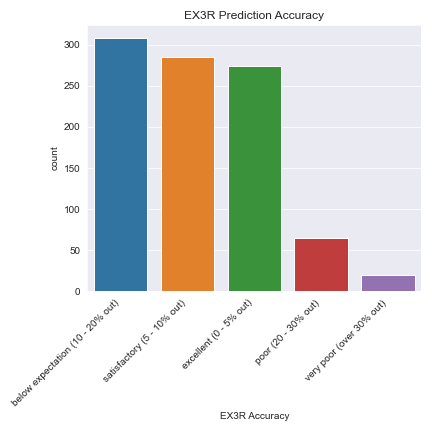 EX3R Prediction Accuracy
300
250
200
150
100
50
0
count
below expectation (10 - 20% out)
satisfactory (5 - 10% out)
excellent (0 - 5% out)
poor (20 - 30% out)
very poor (over 30% out)
EX3R Accuracy